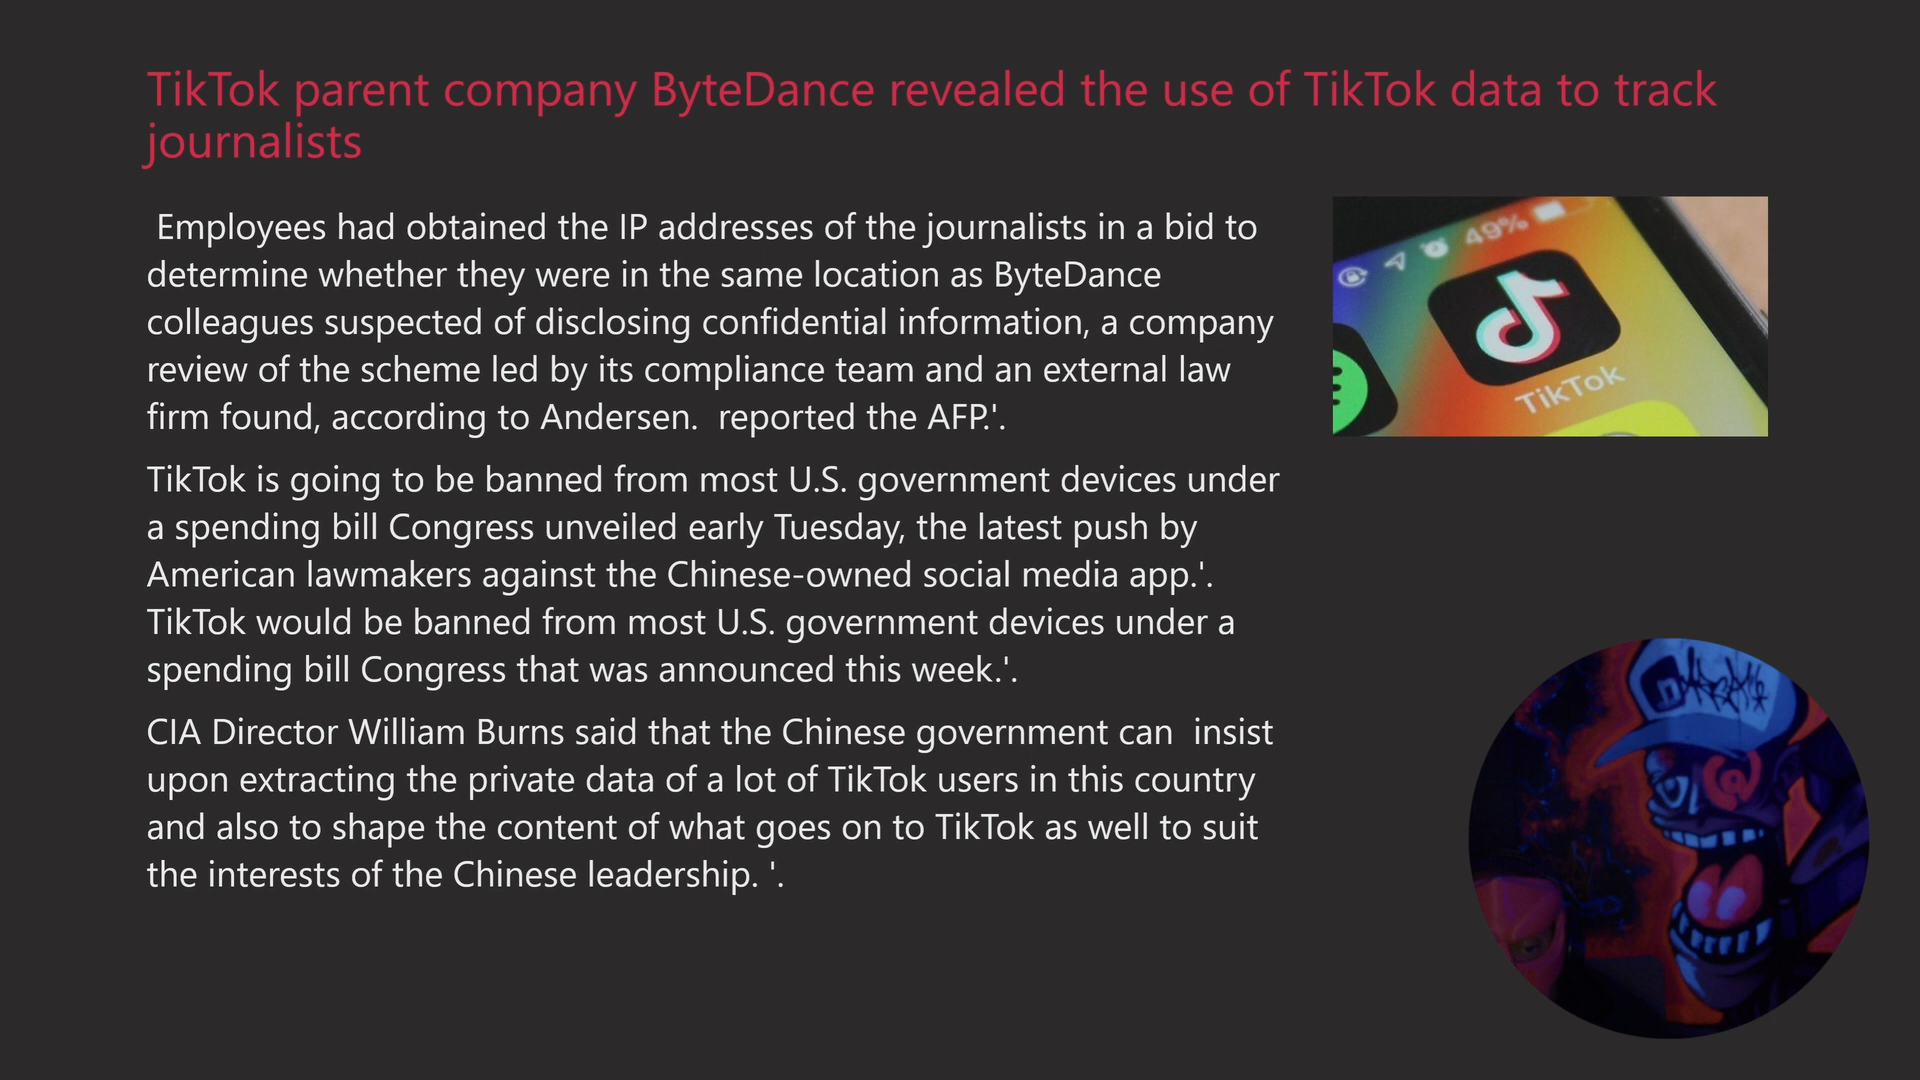 TikTok parent company ByteDance revealed the use of TikTok data to track
journalists
Employees had obtained the IP addresses of the journalists in a bid to
determine whether they were in the same location as ByteDance
colleagues suspected of disclosing confidential information, a company
review of the scheme led by its compliance team and an external law
firm found, according to Andersen.  reported the AFP.'.
TikTok is going to be banned from most U.S. government devices under
a spending bill Congress unveiled early Tuesday, the latest push by
American lawmakers against the Chinese-owned social media app.'.
TikTok would be banned from most U.S. government devices under a
spending bill Congress that was announced this week.'.
CIA Director William Burns said that the Chinese government can  insist
upon extracting the private data of a lot of TikTok users in this country
and also to shape the content of what goes on to TikTok as well to suit
the interests of the Chinese leadership. '.
49%
TikTok